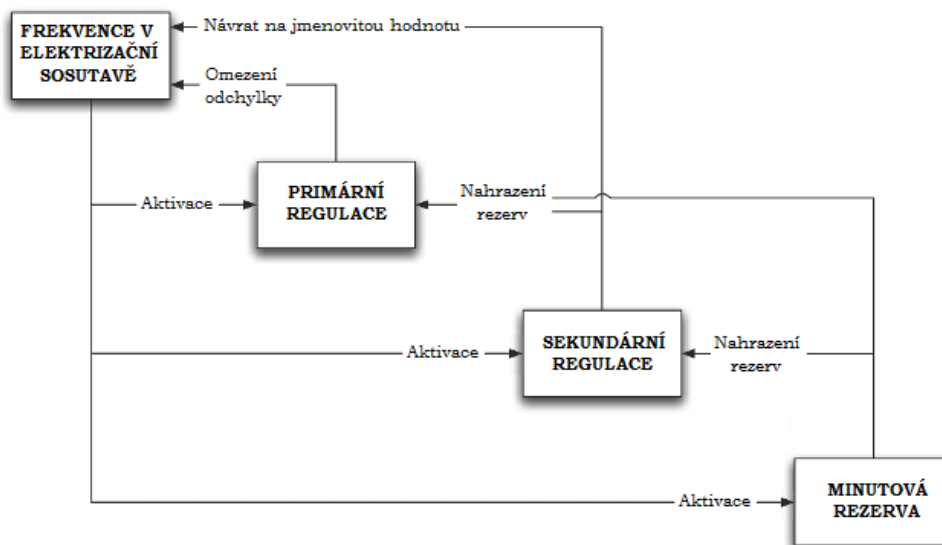 FREKVENCE V
ELEKTRIZAČNÍ
SOSUTAVĚ
Návrat na jmenovitou hodnotu
Omezení
odchylky
Aktivace
PRIMÁRNÍ
REGULACE
Nahrazení
rezerv
Aktivace
SEKUNDÁRNÍ
REGULACE
Nahrazení
rezerv
Aktivace
MINUTOVÁ
REZERVA